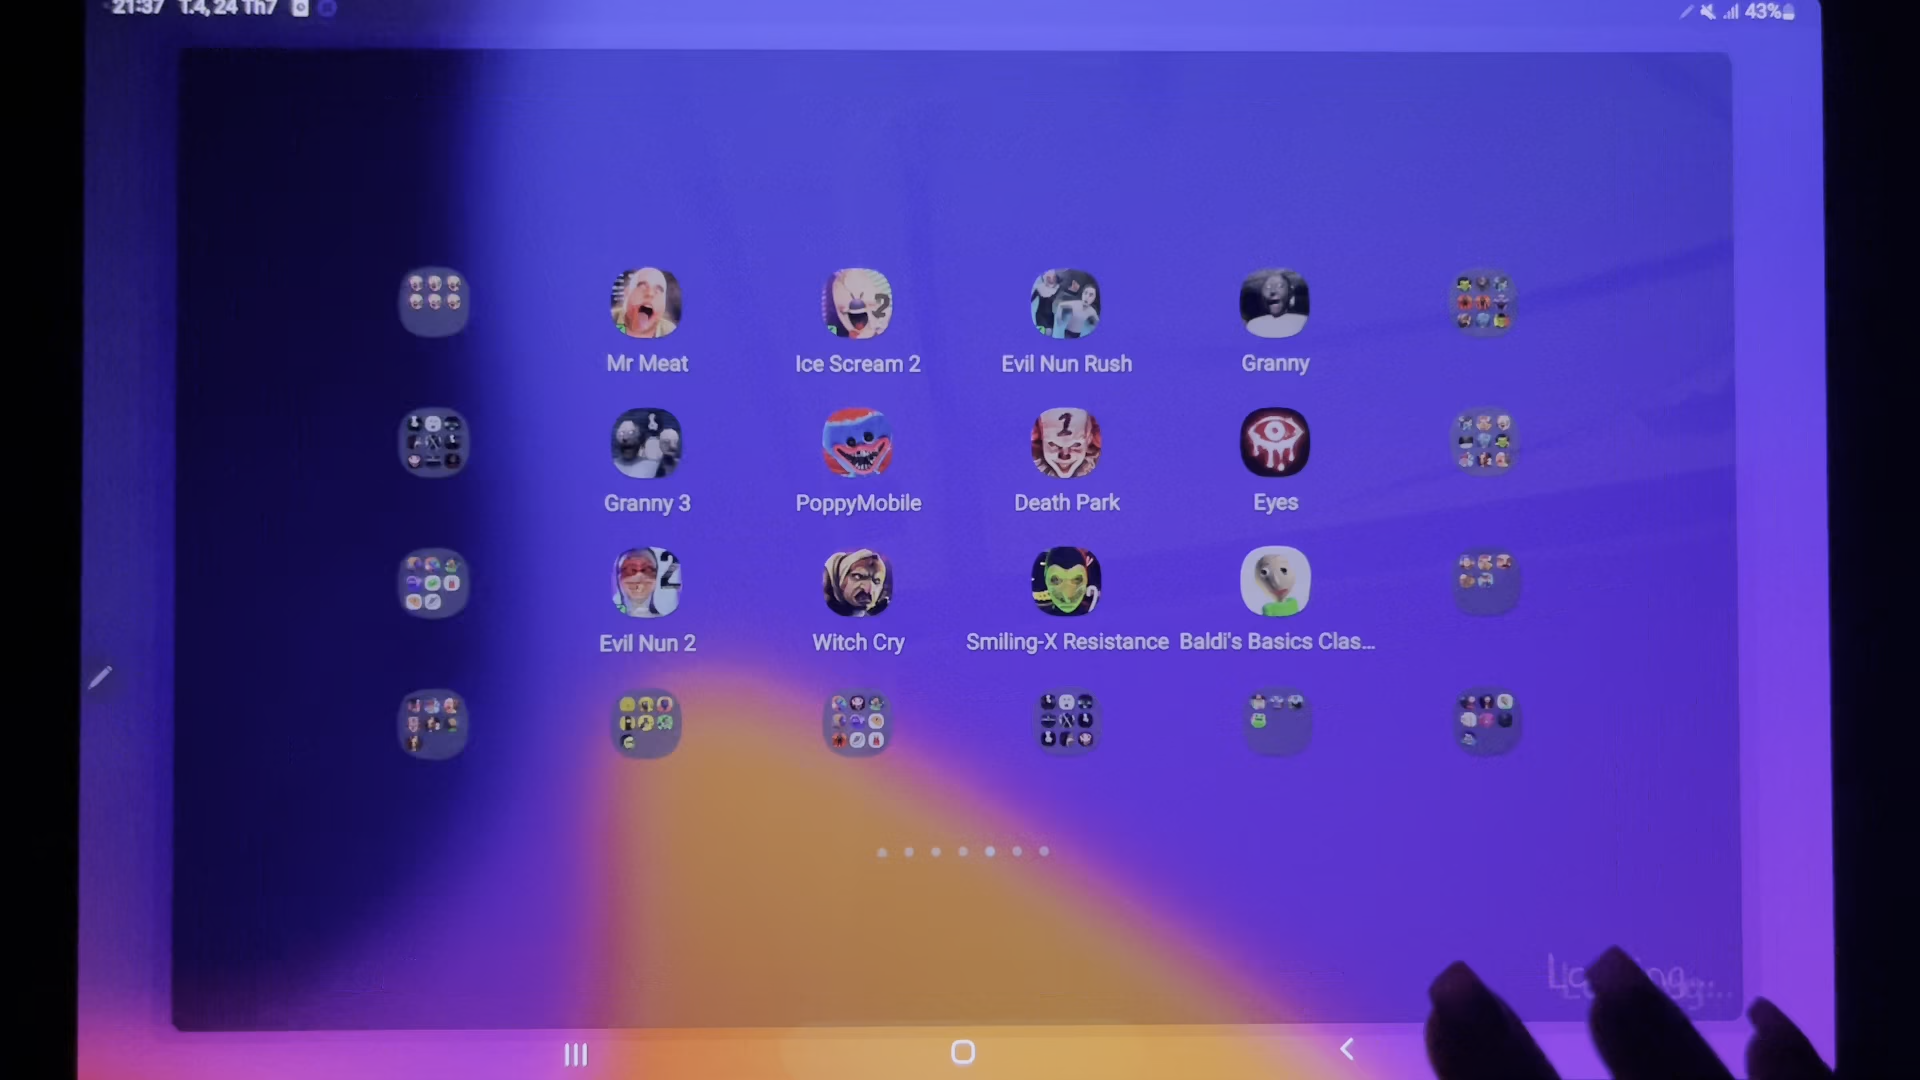 21:37 T.4, 24 Th7
43%
Mr Meat
Ice Scream 2
Evil Nun Rush
Granny
Granny 3
PoppyMobile
Death Park
Eyes
Evil Nun 2
Witch Cry
Smiling-X Resistance
Baldi's Basics Clas...